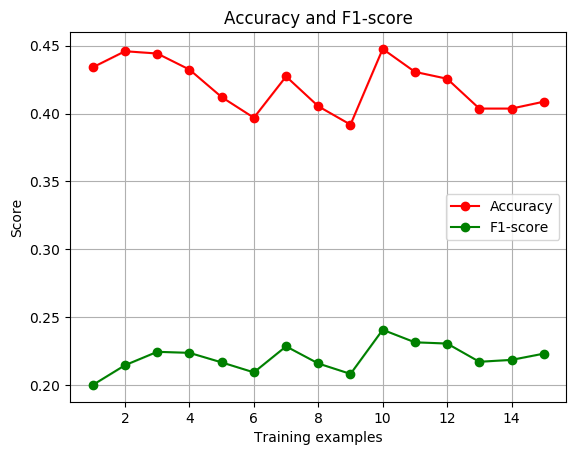 Accuracy and F1-score
0.45
0.40
0.35
0.30
0.25
0.20
Score
Accuracy
F1-score
2 4 6 8 10 12 14
Training examples